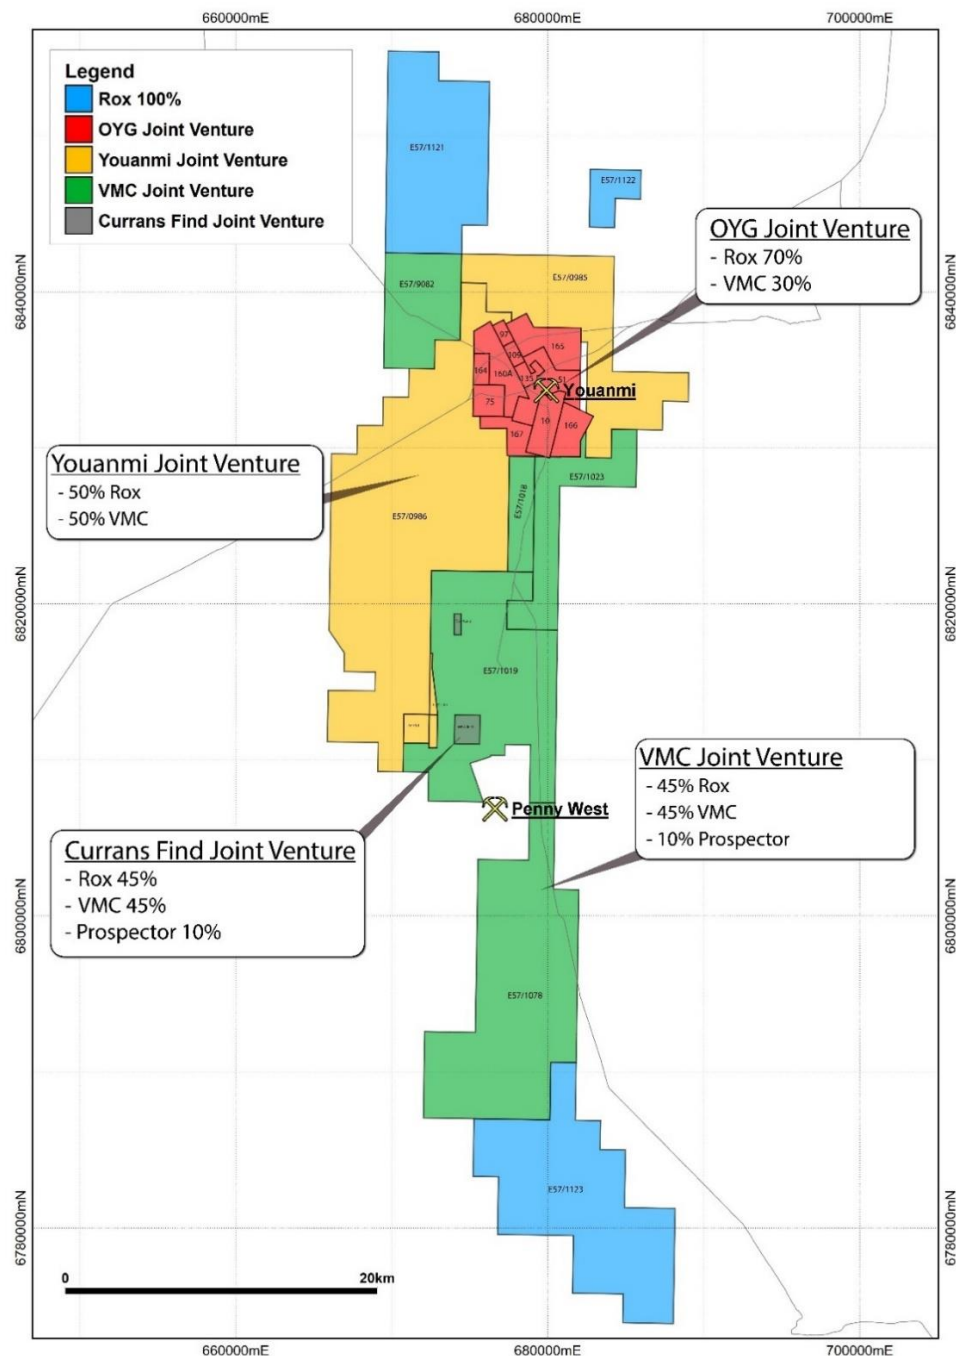 660000mE
680000mE
700000mE
Legend
Rox 100%
OYG Joint Venture
Youanmi Joint Venture
VMC Joint Venture
Currans Find Joint Venture
E57/1121
E57/1122
OYG Joint Venture
- Rox 70%
- VMC 30%
6840000mN
6840000mN
E57/9082
E57/0985
97
165
109
164
160A
135
51
Youanmi
75
10
166
167
Youanmi Joint Venture
- 50% Rox
- 50% VMC
E57/1018
E57/1023
E57/0986
6820000mN
6820000mN
E57/1019
VMC Joint Venture
- 45% Rox
- 45% VMC
- 10% Prospector
Penny West
Currans Find Joint Venture
- Rox 45%
- VMC 45%
- Prospector 10%
6800000mN
6800000mN
E57/1078
E57/1123
6780000mN
6780000mN
0
20km
660000mE
680000mE
700000mE